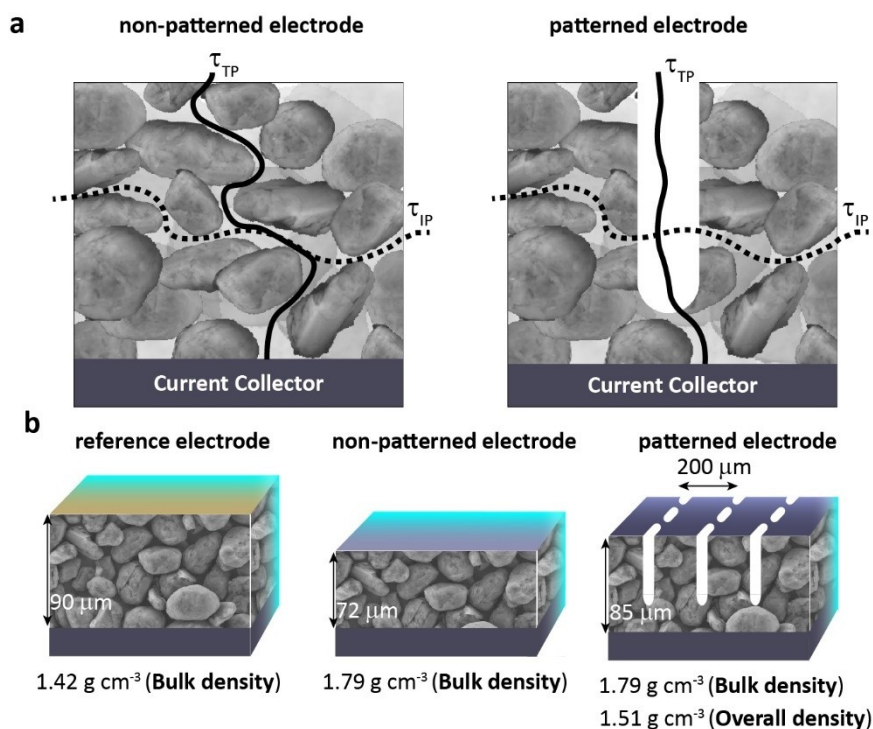 a
non-patterned electrode
patterned electrode
τTP
τTP
τIP
τIP
Current Collector
Current Collector
b
reference electrode
non-patterned electrode
patterned electrode
200 μm
90 μm
72 μm
85 μm
1.42 g cm⁻³ (Bulk density)
1.79 g cm⁻³ (Bulk density)
1.79 g cm⁻³ (Bulk density)
1.51 g cm⁻³ (Overall density)